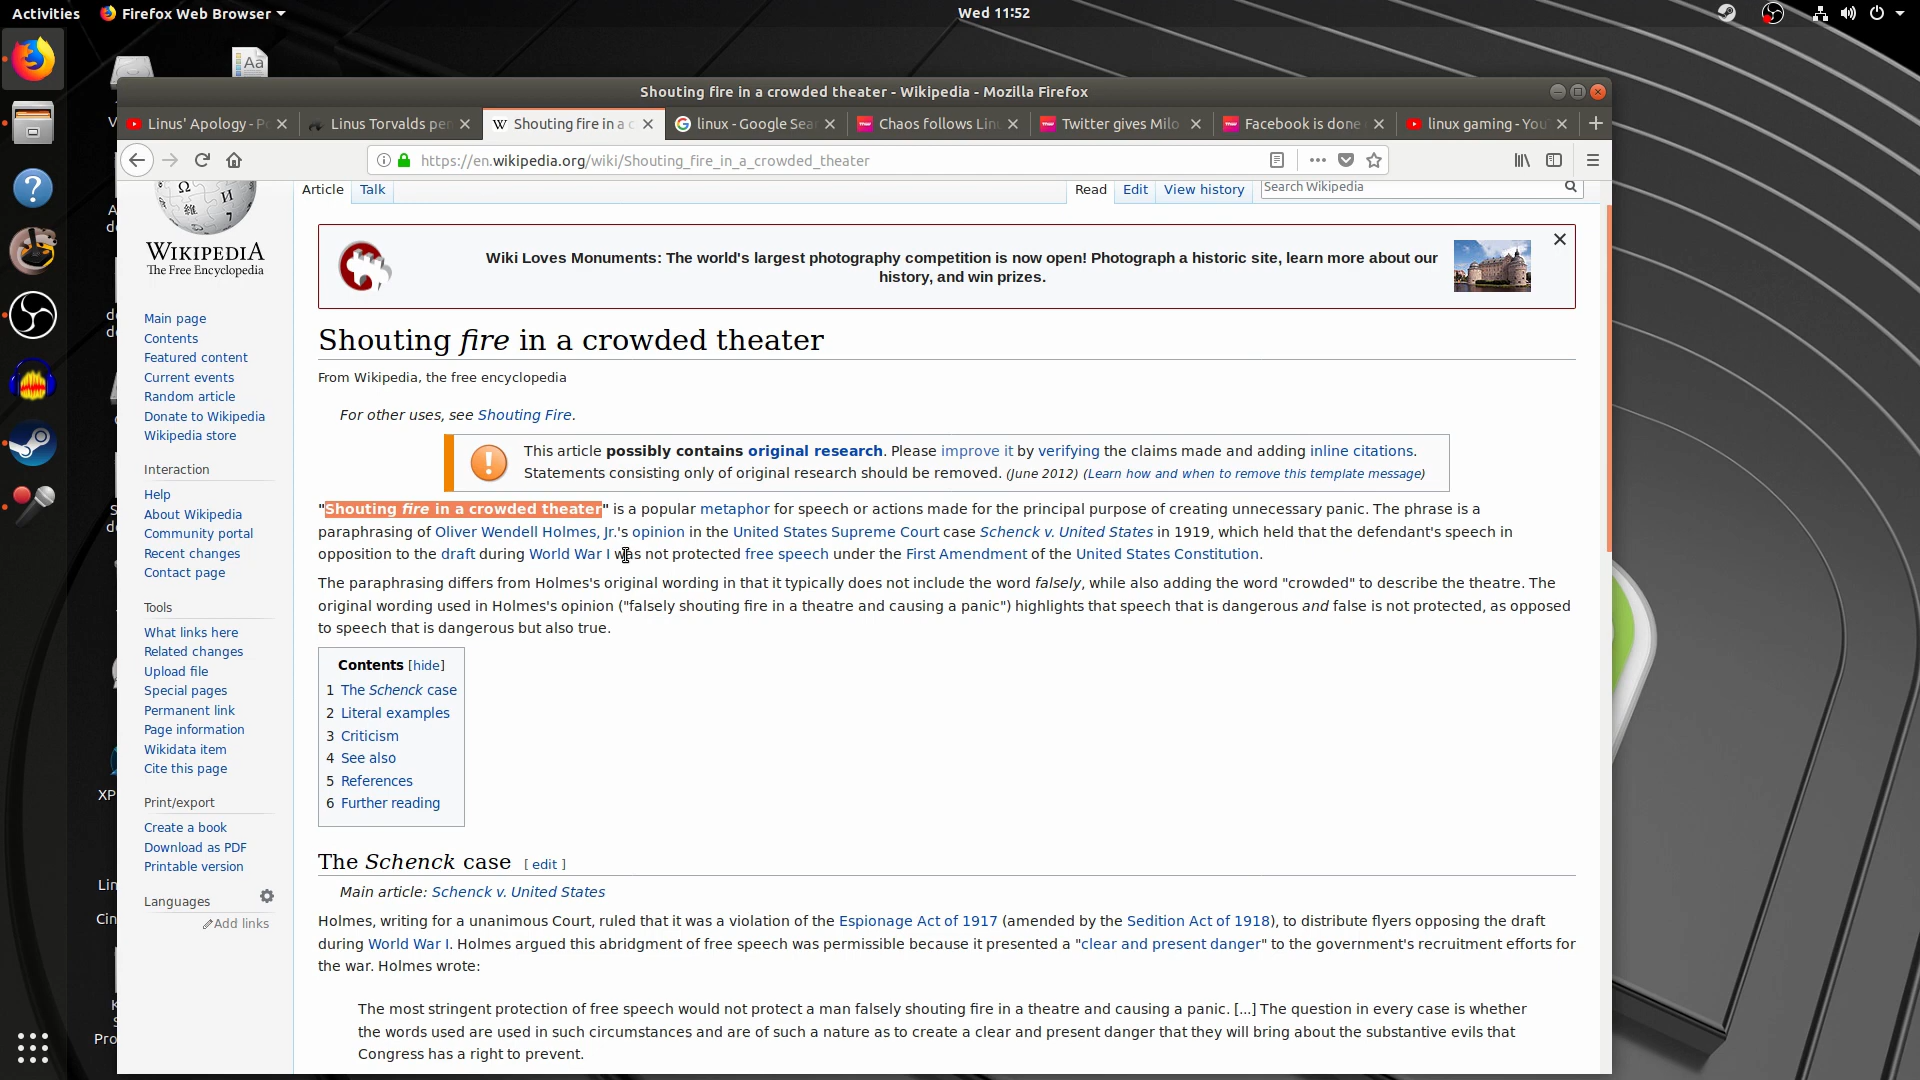 Activities Firefox Web Browser Wed 11:52
Aa
Shouting fire in a crowded theater - Wikipedia - Mozilla Firefox
Linus' Apology - P Linus Torvalds per Shouting fire in a c linux - Google Sea Chaos follows Lin Twitter gives Milo Facebook is done linux gaming - You
https://en.wikipedia.org/wiki/Shouting_fire_in_a_crowded_theater
Article Talk Read Edit View history Search Wikipedia
WIKIPEDIA
The Free Encyclopedia
Main page
Contents
Featured content
Current events
Random article
Donate to Wikipedia
Wikipedia store
Interaction
Help
About Wikipedia
Community portal
Recent changes
Contact page
Tools
What links here
Related changes
Upload file
Special pages
Permanent link
Page information
Wikidata item
Cite this page
Print/export
Create a book
Download as PDF
Printable version
Languages
Add links
Wiki Loves Monuments: The world's largest photography competition is now open! Photograph a historic site, learn more about our
history, and win prizes.
Shouting fire in a crowded theater
From Wikipedia, the free encyclopedia
For other uses, see Shouting Fire.
This article possibly contains original research. Please improve it by verifying the claims made and adding inline citations.
Statements consisting only of original research should be removed. (June 2012) (Learn how and when to remove this template message)
"Shouting fire in a crowded theater" is a popular metaphor for speech or actions made for the principal purpose of creating unnecessary panic. The phrase is a
paraphrasing of Oliver Wendell Holmes, Jr.'s opinion in the United States Supreme Court case Schenck v. United States in 1919, which held that the defendant's speech in
opposition to the draft during World War I was not protected free speech under the First Amendment of the United States Constitution.
The paraphrasing differs from Holmes's original wording in that it typically does not include the word falsely, while also adding the word "crowded" to describe the theatre. The
original wording used in Holmes's opinion ("falsely shouting fire in a theatre and causing a panic") highlights that speech that is dangerous and false is not protected, as opposed
to speech that is dangerous but also true.
Contents [hide]
1 The Schenck case
2 Literal examples
3 Criticism
4 See also
5 References
6 Further reading
The Schenck case [ edit ]
Main article: Schenck v. United States
Holmes, writing for a unanimous Court, ruled that it was a violation of the Espionage Act of 1917 (amended by the Sedition Act of 1918), to distribute flyers opposing the draft
during World War I. Holmes argued this abridgment of free speech was permissible because it presented a "clear and present danger" to the government's recruitment efforts for
the war. Holmes wrote:
The most stringent protection of free speech would not protect a man falsely shouting fire in a theatre and causing a panic. [...] The question in every case is whether
the words used are used in such circumstances and are of such a nature as to create a clear and present danger that they will bring about the substantive evils that
Congress has a right to prevent.
XP
Lin
Cin
Pro